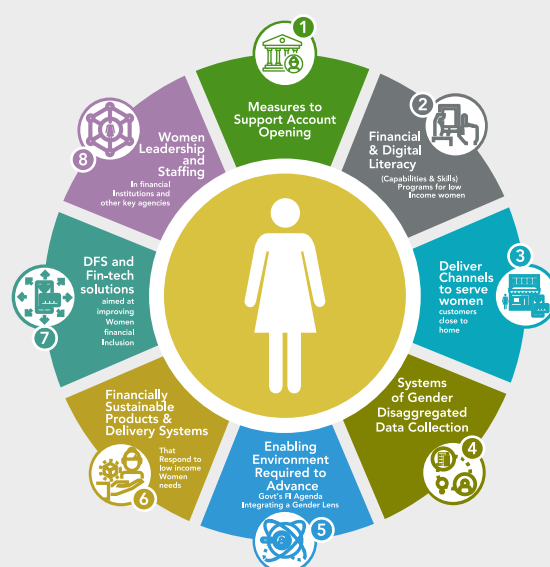 1
Measures to
Support Account
Opening
2
Financial
& Digital
Literacy
(Capabilities & Skills)
Programs for low
Income women
3
Deliver
Channels
to serve
women
customers
close to
home
Systems
of Gender
Disaggregated
Data Collection
4
Enabling
Environment
Required to
Advance
Govt's FI Agenda
Integrating a Gender Lens
5
Financially
Sustainable
Products &
Delivery Systems
That
Respond to
low income
Women
needs
6
DFS and
Fin-tech
solutions
aimed at
improving
Women
financial
Inclusion
7
Women
Leadership
and
Staffing
In financial
Institutions and
other key agencies
8